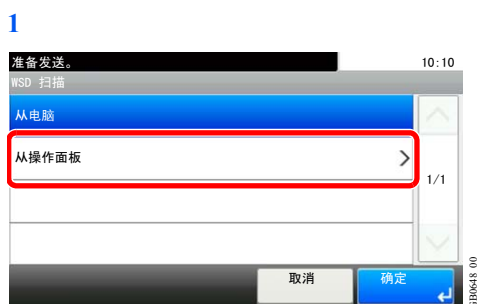 1
准备发送。 10:10
WSD 扫描
从电脑
从操作面板
1/1
取消 确定
GB0648_00